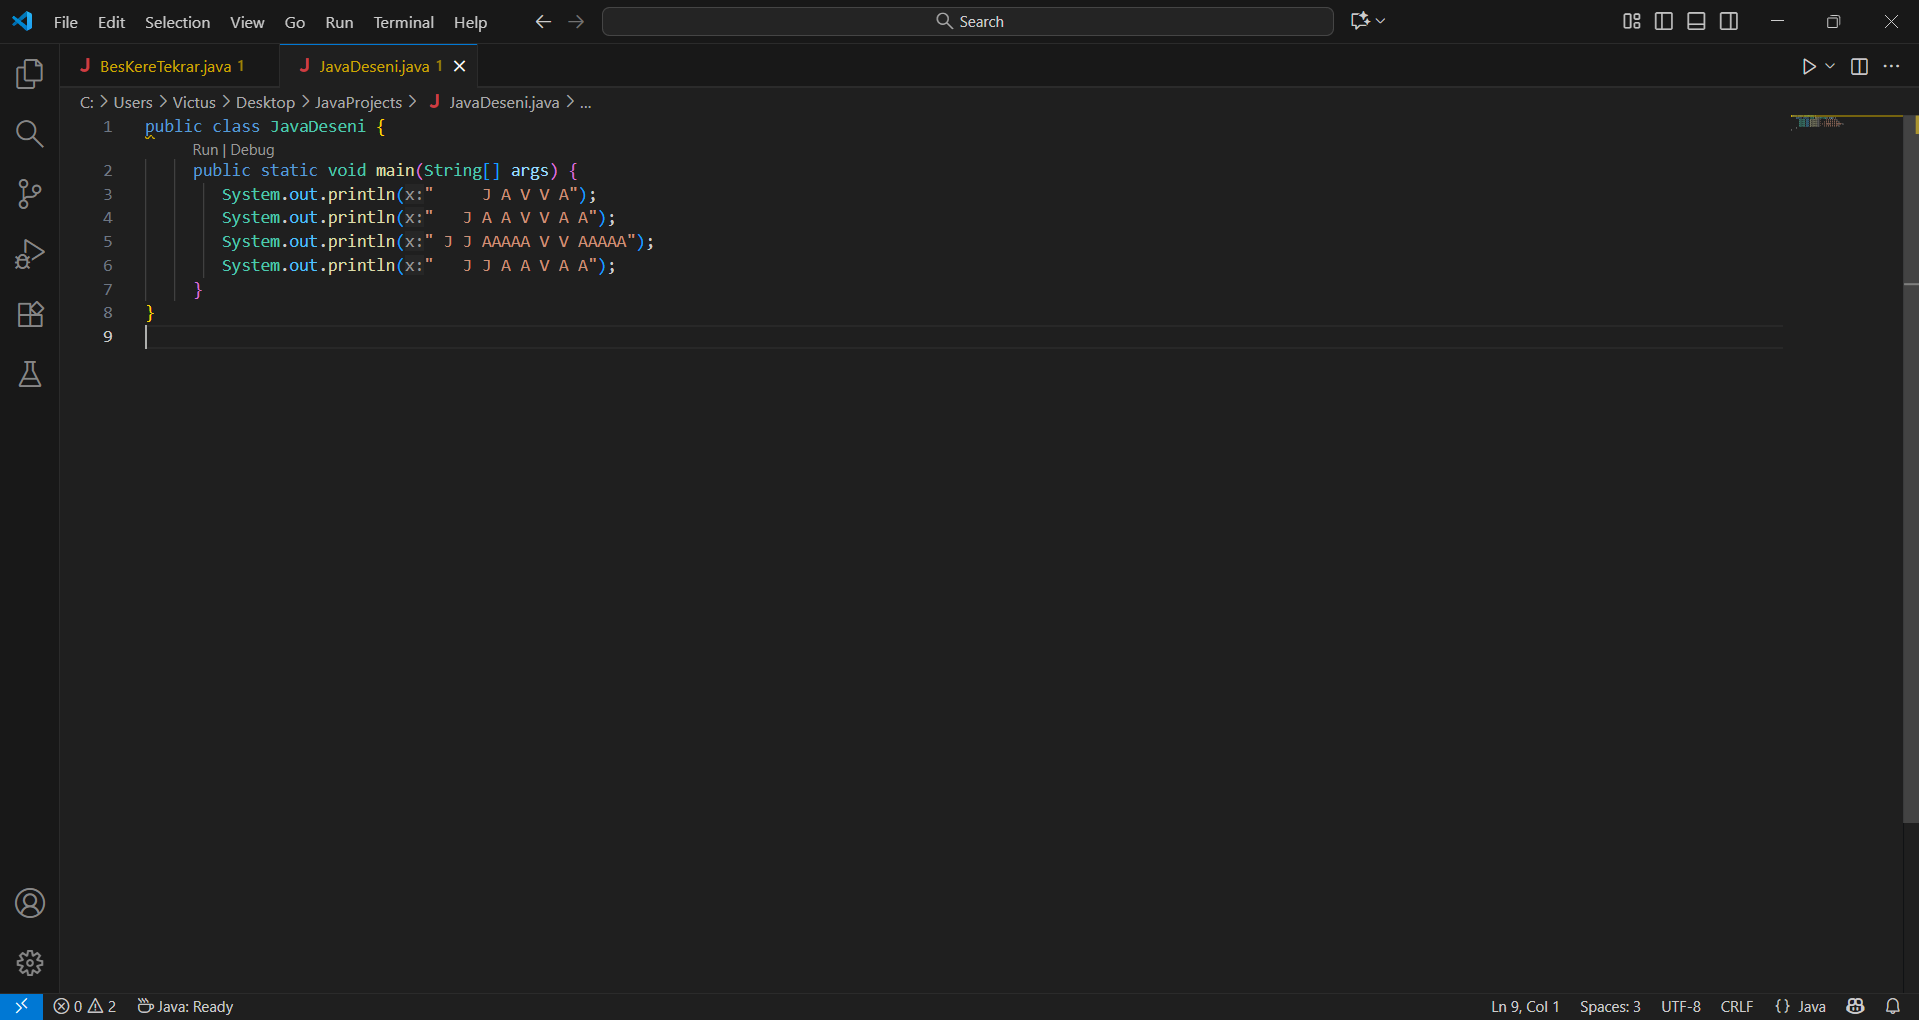 File Edit Selection View Go Run Terminal Help Search
J BesKereTekrar.java 1 J JavaDeseni.java 1
C: > Users > Victus > Desktop > JavaProjects > J JavaDeseni.java > ...
1 public class JavaDeseni {
Run | Debug
2 public static void main(String[] args) {
3 System.out.println(x:"     J A V V A");
4 System.out.println(x:"   J A A V V A A");
5 System.out.println(x:" J J AAAAA V V AAAAA");
6 System.out.println(x:"   J J A A V A A");
7 }
8 }
9
0 2 Java: Ready Ln 9, Col 1 Spaces: 3 UTF-8 CRLF {} Java